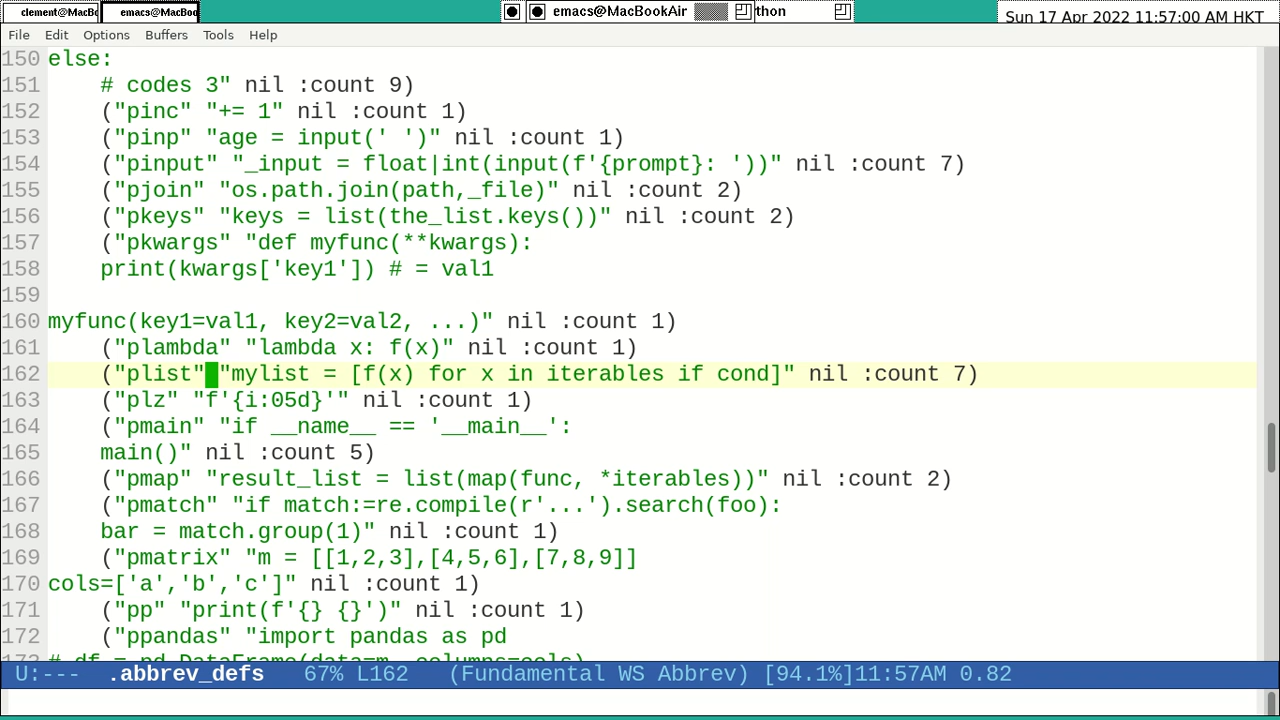 clement@MacBo
emacs@MacBoo
emacs@MacBookAir
thon
Sun 17 Apr 2022 11:57:00 AM HKT
File Edit Options Buffers Tools Help
150 else:
151     # codes 3" nil :count 9)
152     ("pinc" "+= 1" nil :count 1)
153     ("pinp" "age = input(' ')" nil :count 1)
154     ("pinput" "_input = float|int(input(f'{prompt}: '))" nil :count 7)
155     ("pjoin" "os.path.join(path,_file)" nil :count 2)
156     ("pkeys" "keys = list(the_list.keys())" nil :count 2)
157     ("pkwargs" "def myfunc(**kwargs):
158     print(kwargs['key1']) # = val1
159
160 myfunc(key1=val1, key2=val2, ...)" nil :count 1)
161     ("plambda" "lambda x: f(x)" nil :count 1)
162     ("plist" "mylist = [f(x) for x in iterables if cond]" nil :count 7)
163     ("plz" "f'{i:05d}'" nil :count 1)
164     ("pmain" "if __name__ == '__main__':
165     main()" nil :count 5)
166     ("pmap" "result_list = list(map(func, *iterables))" nil :count 2)
167     ("pmatch" "if match:=re.compile(r'...').search(foo):
168     bar = match.group(1)" nil :count 1)
169     ("pmatrix" "m = [[1,2,3],[4,5,6],[7,8,9]]
170 cols=['a','b','c']" nil :count 1)
171     ("pp" "print(f'{} {}')" nil :count 1)
172     ("ppandas" "import pandas as pd
173 # df = pd.DataFrame(data=m, columns=cols)
U:---  .abbrev_defs   67% L162   (Fundamental WS Abbrev) [94.1%]11:57AM 0.82